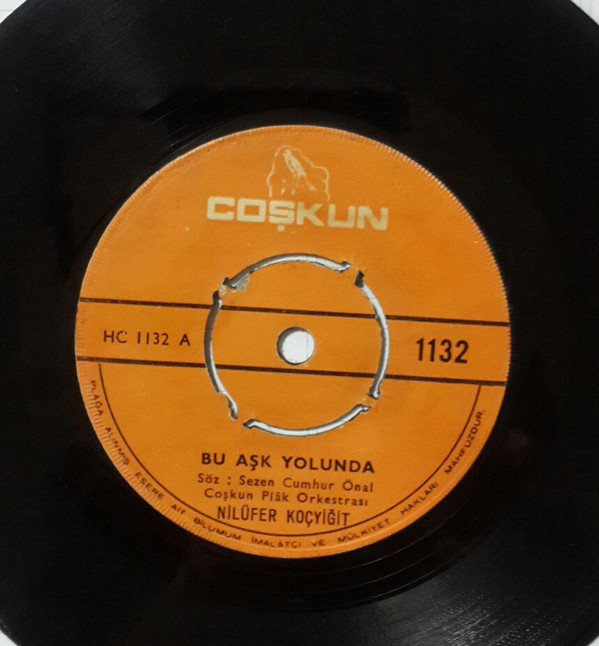 COŞKUN
HC 1132 A
1132
BU AŞK YOLUNDA
Söz : Sezen Cumhur Önal
Coşkun Plâk Orkestrası
NİLÜFER KOÇYİĞİT
PLAĞA ALINMIŞ ESERE AİT BİLUMUM İMALATÇI VE MÜLKİYET HAKLARI MAHFUZDUR.